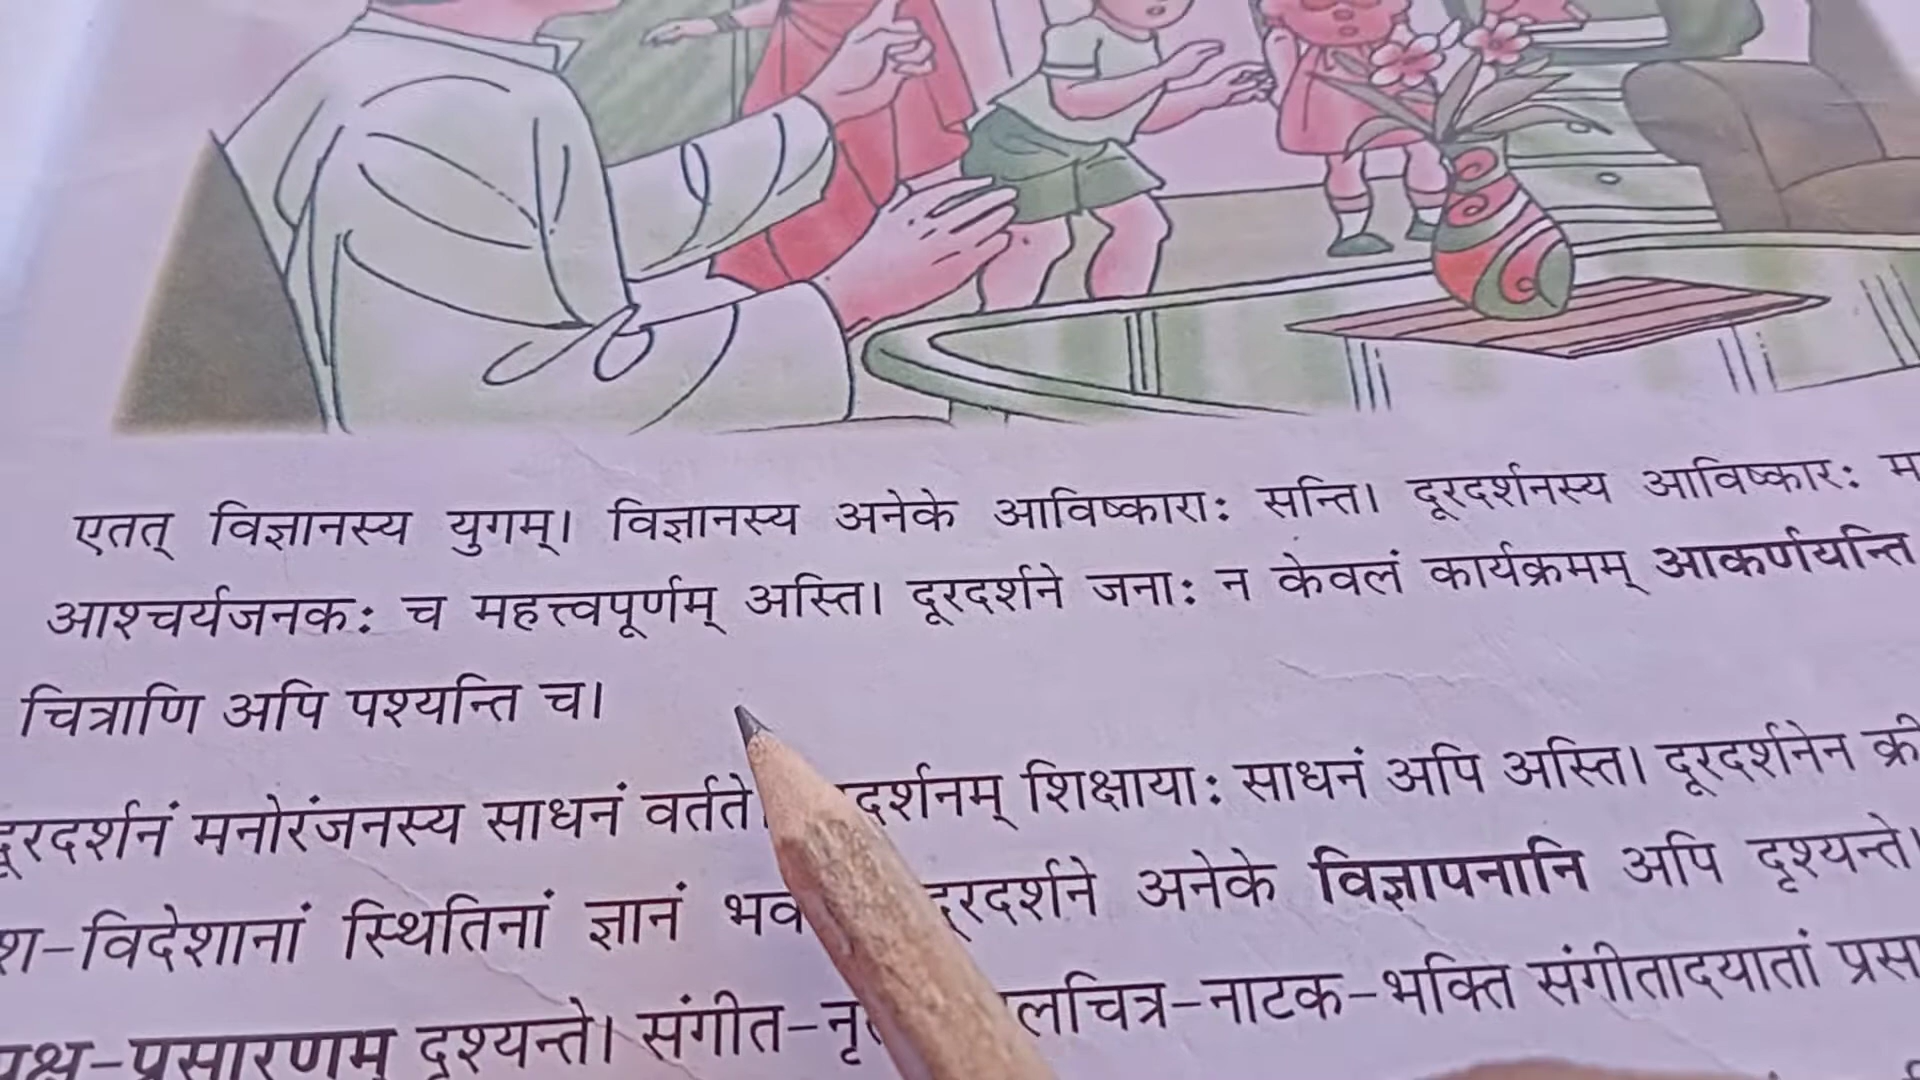 एतत् विज्ञानस्य युगम्। विज्ञानस्य अनेके आविष्काराः सन्ति। दूरदर्शनस्य आविष्कारः
आश्चर्यजनकः च महत्त्वपूर्णम् अस्ति। दूरदर्शने जनाः न केवलं कार्यक्रमम् आकर्णयन्ति
चित्राणि अपि पश्यन्ति च।
दूरदर्शनं मनोरंजनस्य साधनं वर्तते दर्शनम् शिक्षायाः साधनं अपि अस्ति। दूरदर्शनेन
श-विदेशानां स्थितिनां ज्ञानं दूरदर्शने अनेके विज्ञापनानि अपि दृश्यन्ते।
प्रसारणम् दृश्यन्ते। संगीत- लचित्र-नाटक-भक्ति संगीतादयातां